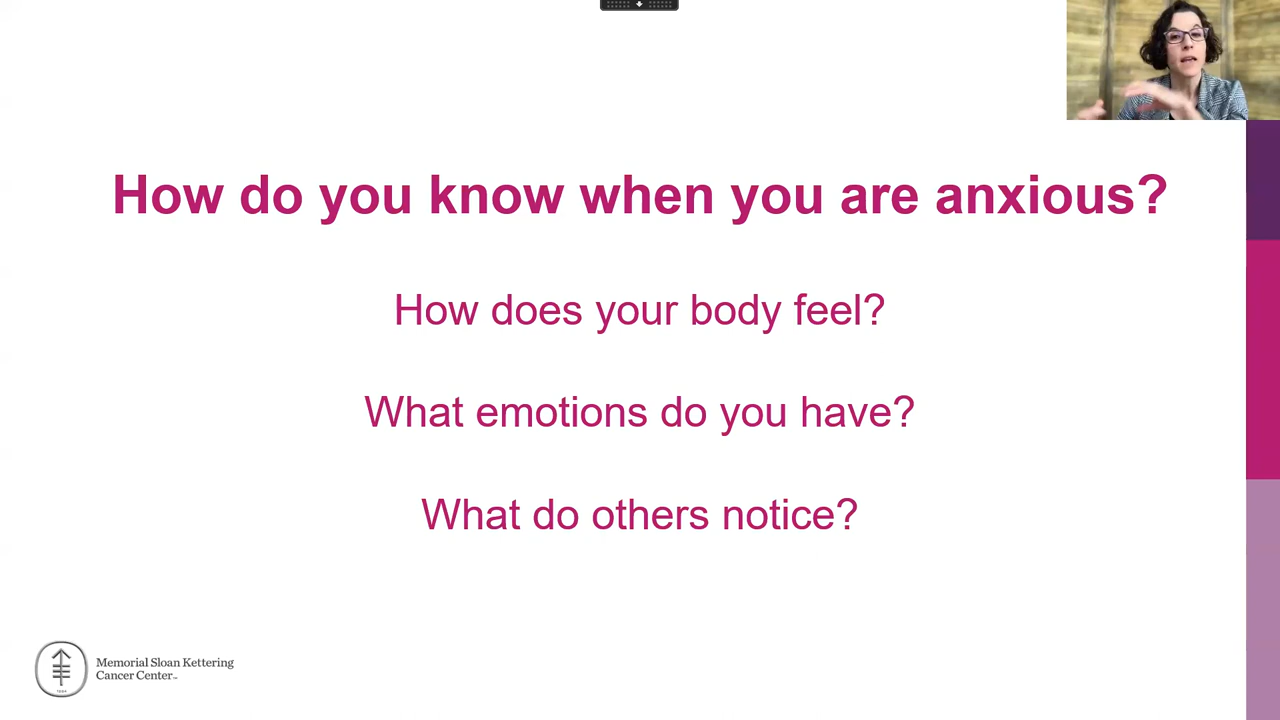 How do you know when you are anxious?
How does your body feel?
What emotions do you have?
What do others notice?
Memorial Sloan Kettering
Cancer Center